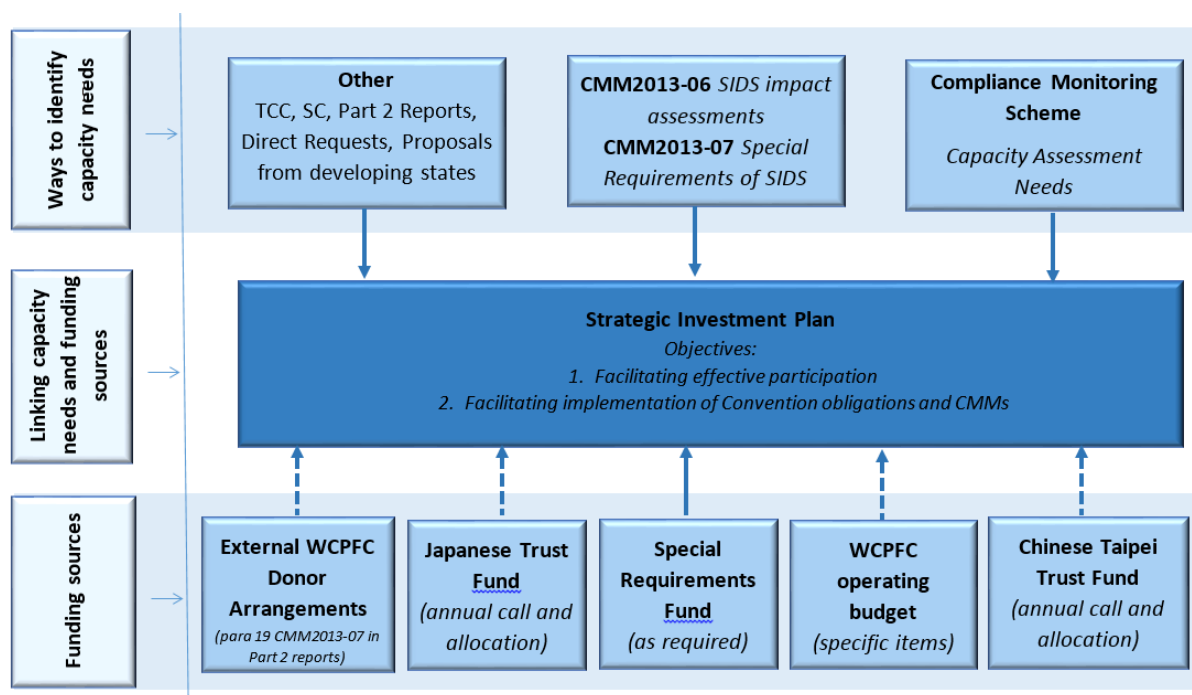 Ways to identify
capacity needs
Other
TCC, SC, Part 2 Reports,
Direct Requests, Proposals
from developing states
CMM2013-06 SIDS impact
assessments
CMM2013-07 Special
Requirements of SIDS
Compliance Monitoring
Scheme
Capacity Assessment
Needs
Linking capacity
needs and funding
sources
Strategic Investment Plan
Objectives:
1. Facilitating effective participation
2. Facilitating implementation of Convention obligations and CMMs
Funding sources
External WCPFC
Donor
Arrangements
(para 19 CMM2013-07 in
Part 2 reports)
Japanese Trust
Fund
(annual call and
allocation)
Special
Requirements
Fund
(as required)
WCPFC
operating
budget
(specific items)
Chinese Taipei
Trust Fund
(annual call and
allocation)